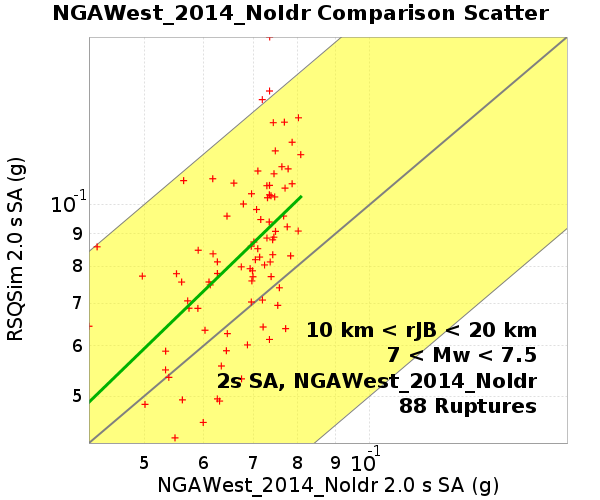 NGAWest_2014_NoIdr Comparison Scatter
RSQSim 2.0 s SA (g)
10-1
9
8
7
6
5
10 km < rJB < 20 km
7 < Mw < 7.5
2s SA, NGAWest_2014_NoIdr
88 Ruptures
5 6 7 8 9 10-1
NGAWest_2014_NoIdr 2.0 s SA (g)